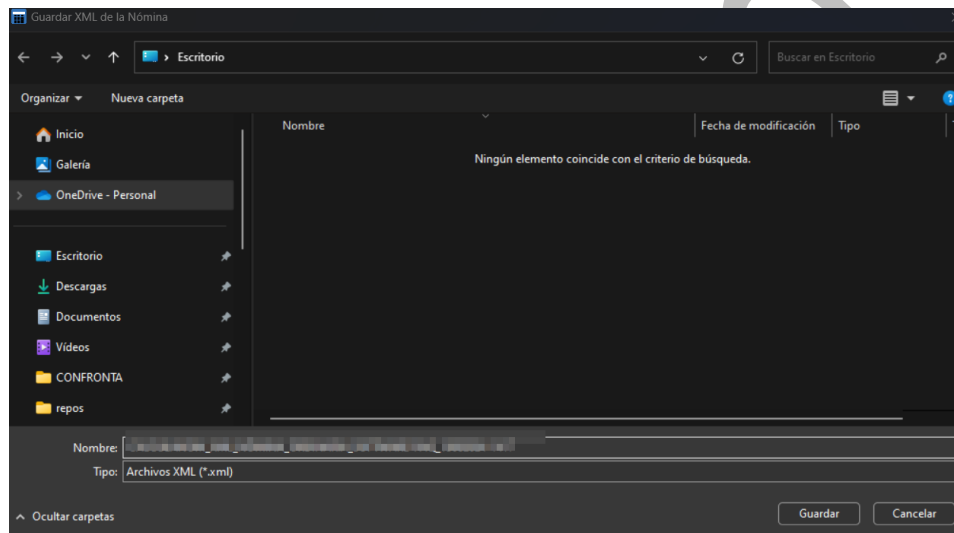 Guardar XML de la Nómina
Escritorio
Buscar en Escritorio
Organizar
Nueva carpeta
Inicio
Galería
OneDrive - Personal
Escritorio
Descargas
Documentos
Vídeos
CONFRONTA
repos
Nombre
Fecha de modificación
Tipo
Ningún elemento coincide con el criterio de búsqueda.
Nombre:
Tipo: Archivos XML (*.xml)
Ocultar carpetas
Guardar
Cancelar